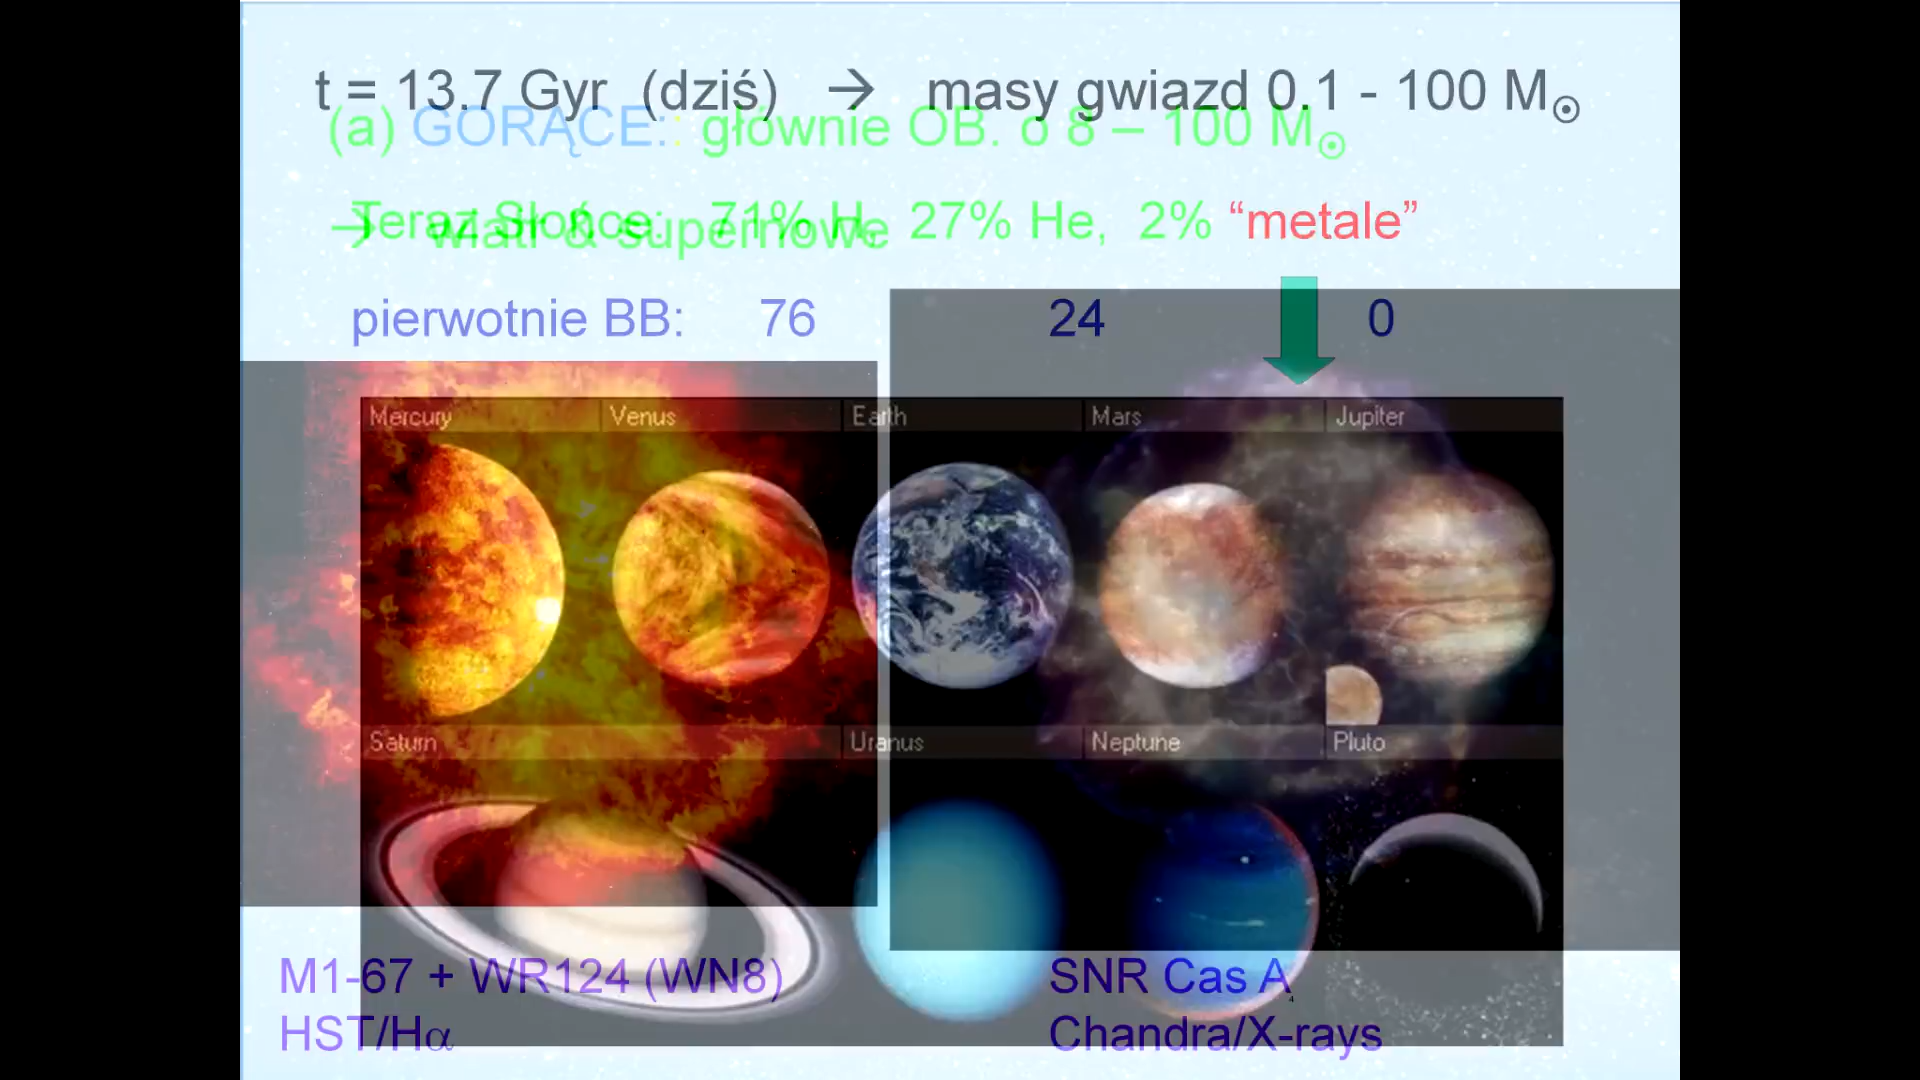 t = 13.7 Gyr (dziś) → masy gwiazd 0.1 - 100 M☉
(a) GORĄCE:: głównie OB. o 8 – 100 M☉
Teraz Słońce: 71% H, 27% He, 2% “metale”
→ wiatr & supernowe
pierwotnie BB: 76 24 0
Mercury Venus Earth Mars Jupiter
Saturn Uranus Neptune Pluto
M1-67 + WR124 (WN8)
HST/Hα
SNR Cas A
4
Chandra/X-rays